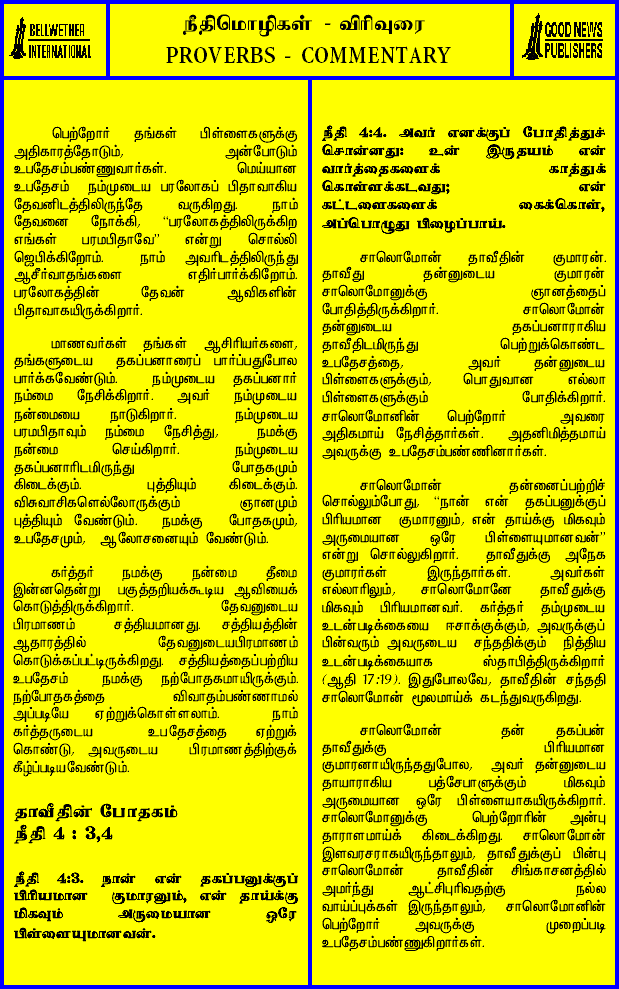 BELLWETHER
INTERNATIONAL
நீதிமொழிகள் - விரிவுரை
PROVERBS - COMMENTARY
GOOD NEWS
PUBLISHERS
பெற்றோர் தங்கள் பிள்ளைகளுக்கு
அதிகாரத்தோடும், அன்போடும்
உபதேசம்பண்ணுவார்கள். மெய்யான
உபதேசம் நம்முடைய பரலோகப் பிதாவாகிய
தேவனிடத்திலிருந்தே வருகிறது. நாம்
தேவனை நோக்கி, "பரலோகத்திலிருக்கிற
எங்கள் பரமபிதாவே" என்று சொல்லி
ஜெபிக்கிறோம். நாம் அவரிடத்திலிருந்து
ஆசீர்வாதங்களை எதிர்பார்க்கிறோம்.
பரலோகத்தின் தேவன் ஆவிகளின்
பிதாவாகயிருக்கிறார்.
மாணவர்கள் தங்கள் ஆசிரியர்களை,
தங்களுடைய தகப்பனாரைப் பார்ப்பதுபோல
பார்க்கவேண்டும். நம்முடைய தகப்பனார்
நம்மை நேசிக்கிறார். அவர் நம்முடைய
நன்மையை நாடுகிறார். நம்முடைய
பரமபிதாவும் நம்மை நேசித்து, நமக்கு
நன்மை செய்கிறார். நம்முடைய
தகப்பனாரிடமிருந்து போதகமும்
கிடைக்கும். புத்தியும் கிடைக்கும்.
விசுவாசிகளெல்லோருக்கும் ஞானமும்
புத்தியும் வேண்டும். நமக்கு போதகமும்,
உபதேசமும், ஆலோசனையும் வேண்டும்.
கர்த்தர் நமக்கு நன்மை தீமை
இன்னதென்று பகுத்தறியக்கூடிய ஆவியைக்
கொடுத்திருக்கிறார். தேவனுடைய
பிரமாணம் சத்தியமானது. சத்தியத்தின்
ஆதாரத்தில் தேவனுடையபிரமாணம்
கொடுக்கப்பட்டிருக்கிறது. சத்தியத்தைப்பற்றிய
உபதேசம் நமக்கு நற்போதகமாயிருக்கும்.
நற்போதகத்தை விவாதம்பண்ணாமல்
அப்படியே ஏற்றுக்கொள்ளலாம். நாம்
கர்த்தருடைய உபதேசத்தை ஏற்றுக்
கொண்டு, அவருடைய பிரமாணத்திற்குக்
கீழ்ப்படியவேண்டும்.
தாவீதின் போதகம்
நீதி 4 : 3,4
நீதி 4:3. நான் என் தகப்பனுக்குப்
பிரியமான குமாரனும், என் தாய்க்கு
மிகவும் அருமையான ஒரே
பிள்ளையுமானவன்.
நீதி 4:4. அவர் எனக்குப் போதித்துச்
சொன்னது: உன் இருதயம் என்
வார்த்தைகளைக் காத்துக்
கொள்ளக்கடவது; என்
கட்டளைகளைக் கைக்கொள்,
அப்பொழுது பிழைப்பாய்.
சாலொமோன் தாவீதின் குமாரன்.
தாவீது தன்னுடைய குமாரன்
சாலொமோனுக்கு ஞானத்தைப்
போதித்திருக்கிறார். சாலொமோன்
தன்னுடைய தகப்பனாராகிய
தாவீதிடமிருந்து பெற்றுக்கொண்ட
உபதேசத்தை, அவர் தன்னுடைய
பிள்ளைகளுக்கும், பொதுவான எல்லா
பிள்ளைகளுக்கும் போதிக்கிறார்.
சாலொமோனின் பெற்றோர் அவரை
அதிகமாய் நேசித்தார்கள். அதனிமித்தமாய்
அவருக்கு உபதேசம்பண்ணினார்கள்.
சாலொமோன் தன்னைப்பற்றிச்
சொல்லும்போது, "நான் என் தகப்பனுக்குப்
பிரியமான குமாரனும், என் தாய்க்கு மிகவும்
அருமையான ஒரே பிள்ளையுமானவன்"
என்று சொல்லுகிறார். தாவீதுக்கு அநேக
குமாரர்கள் இருந்தார்கள். அவர்கள்
எல்லாரிலும், சாலொமோனே தாவீதுக்கு
மிகவும் பிரியமானவர். கர்த்தர் தம்முடைய
உடன்படிக்கையை ஈசாக்குக்கும், அவருக்குப்
பின்வரும் அவருடைய சந்ததிக்கும் நித்திய
உடன்படிக்கையாக ஸ்தாபித்திருக்கிறார்
(ஆதி 17:19). இதுபோலவே, தாவீதின் சந்ததி
சாலொமோன் மூலமாய்க் கடந்துவருகிறது.
சாலொமோன் தன் தகப்பன்
தாவீதுக்கு பிரியமான
குமாரனாயிருந்ததுபோல, அவர் தன்னுடைய
தாயாராகிய பத்சேபாளுக்கும் மிகவும்
அருமையான ஒரே பிள்ளையாகயிருக்கிறார்.
சாலொமோனுக்கு பெற்றோரின் அன்பு
தாராளமாய்க் கிடைக்கிறது. சாலொமோன்
இளவரசராகயிருந்தாலும், தாவீதுக்குப் பின்பு
சாலொமோன் தாவீதின் சிங்காசனத்தில்
அமர்ந்து ஆட்சிபுரிவதற்கு நல்ல
வாய்ப்புக்கள் இருந்தாலும், சாலொமோனின்
பெற்றோர் அவருக்கு முறைப்படி
உபதேசம்பண்ணுகிறார்கள்.